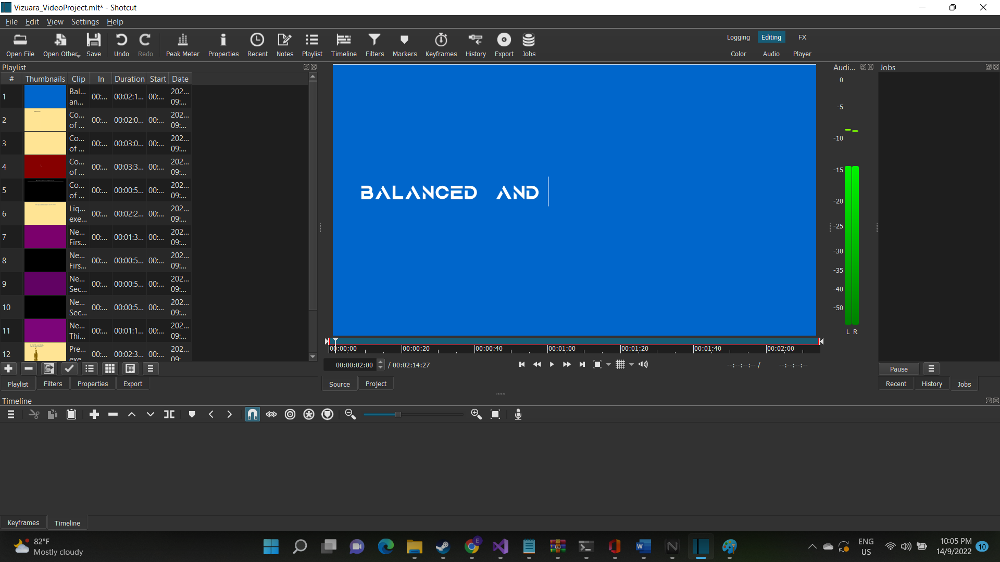 Vizuara_VideoProject.mlt* - Shotcut
File Edit View Settings Help
Open File Open Other... Save Undo Redo Peak Meter Properties Recent Notes Playlist Timeline Filters Markers Keyframes History Export Jobs
Logging Editing FX
Color Audio Player
Playlist
# Thumbnails Clip In Duration Start Date
1 Bal... an... 00:... 00:02:1... 00:... 202... 09:...
2 Co... of ... 00:... 00:02:0... 00:... 202... 09:...
3 Co... of ... 00:... 00:03:0... 00:... 202... 09:...
4 Co... of ... 00:... 00:03:3... 00:... 202... 09:...
5 Co... of ... 00:... 00:00:5... 00:... 202... 09:...
6 Liq... exe... 00:... 00:02:2... 00:... 202... 09:...
7 Ne... Firs... 00:... 00:01:3... 00:... 202... 09:...
8 Ne... Firs... 00:... 00:00:5... 00:... 202... 09:...
9 Ne... Sec... 00:... 00:00:5... 00:... 202... 09:...
10 Ne... Sec... 00:... 00:00:5... 00:... 202... 09:...
11 Ne... Thi... 00:... 00:01:1... 00:... 202... 09:...
12 Pre... exe 00:... 00:02:3... 00:... 202... 09:
Playlist Filters Properties Export
BALANCED AND
00:00:00 00:00:20 00:00:40 00:01:00 00:01:20 00:01:40 00:02:00
00:00:02:00 / 00:02:14:27
--:--:--:-- / --:--:--:--
Source Project
Audi...
0
-5
-10
-15
-20
-25
-30
-35
-40
-50
L R
Jobs
Pause
Recent History Jobs
Timeline
Keyframes Timeline
82°F
Mostly cloudy
ENG
US
10:05 PM
14/9/2022
10